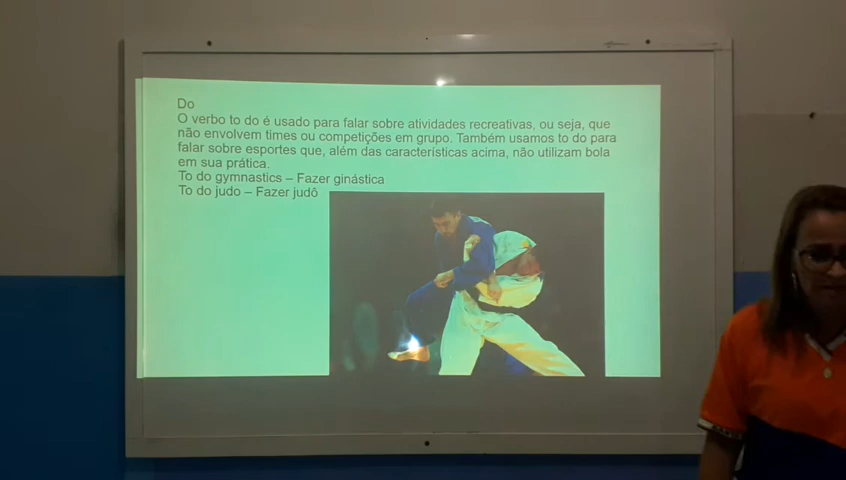 Do
O verbo to do é usado para falar sobre atividades recreativas, ou seja, que
não envolvem times ou competições em grupo. Também usamos to do para
falar sobre esportes que, além das características acima, não utilizam bola
em sua prática.
To do gymnastics – Fazer ginástica
To do judo – Fazer judô